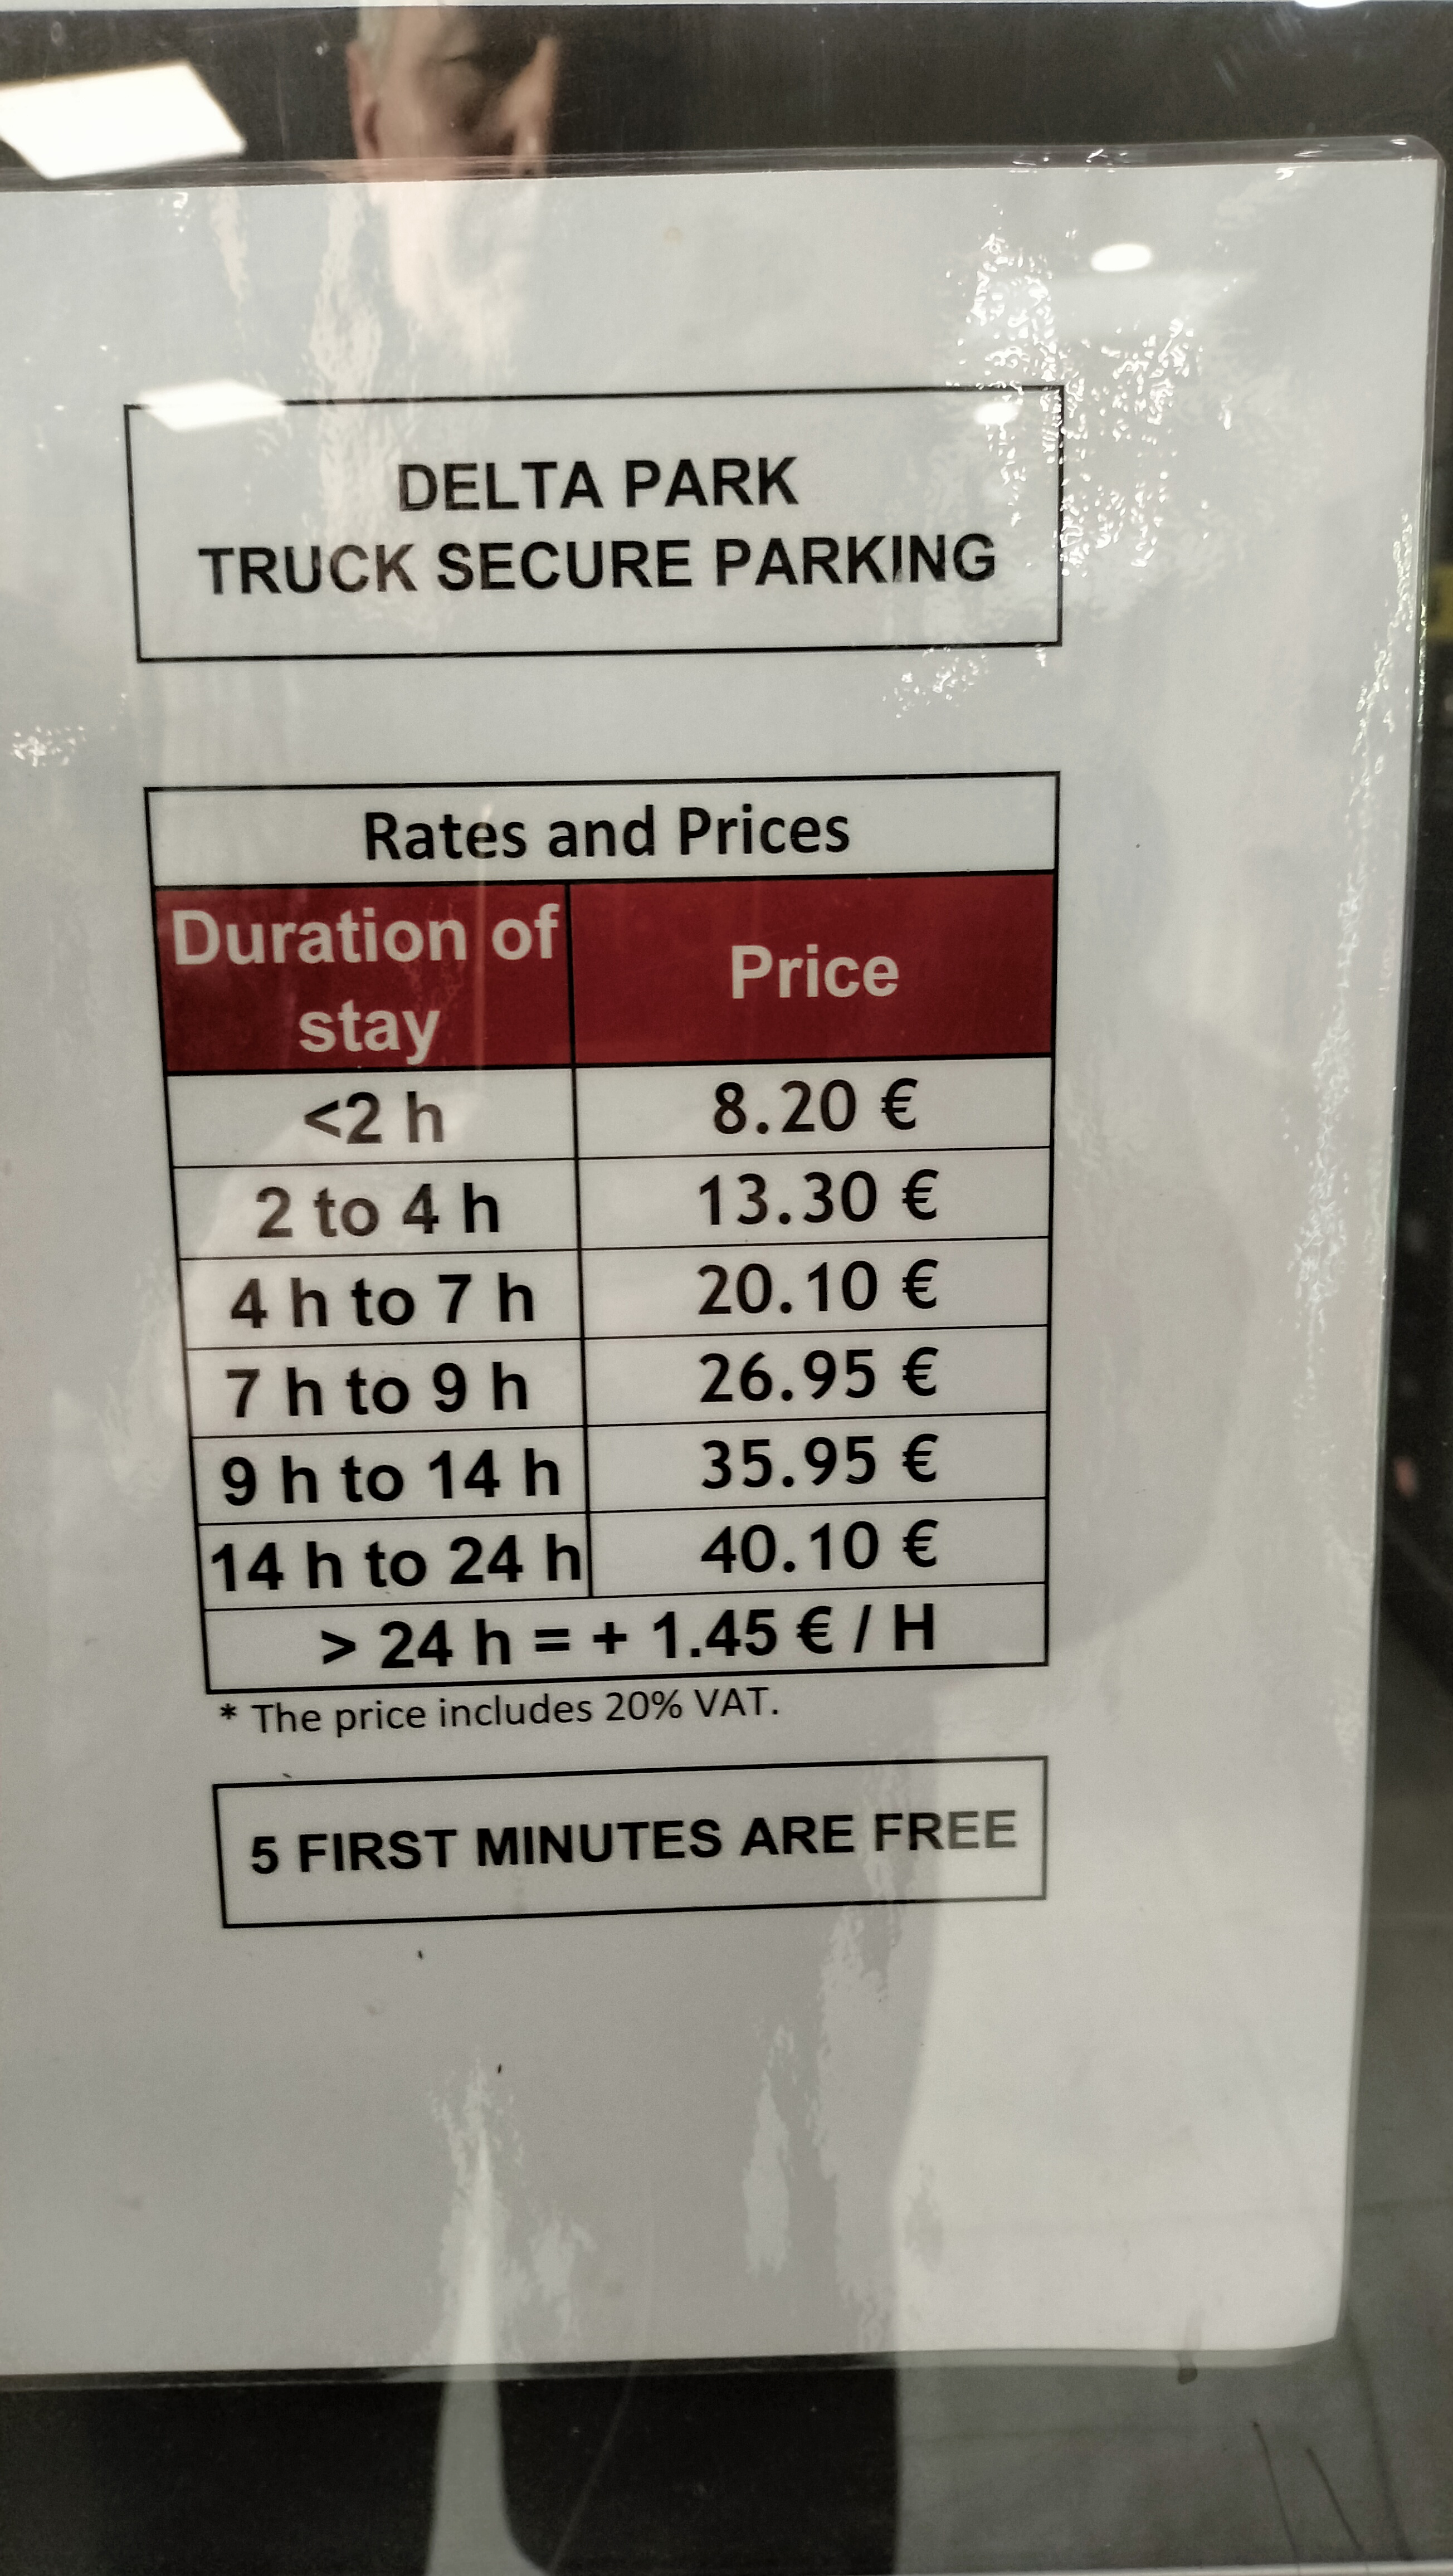 DELTA PARK
TRUCK SECURE PARKING
Rates and Prices
Duration of
stay
Price
<2 h 8.20 €
2 to 4 h 13.30 €
4 h to 7 h 20.10 €
7 h to 9 h 26.95 €
9 h to 14 h 35.95 €
14 h to 24 h 40.10 €
> 24 h = + 1.45 € / H
* The price includes 20% VAT.
5 FIRST MINUTES ARE FREE